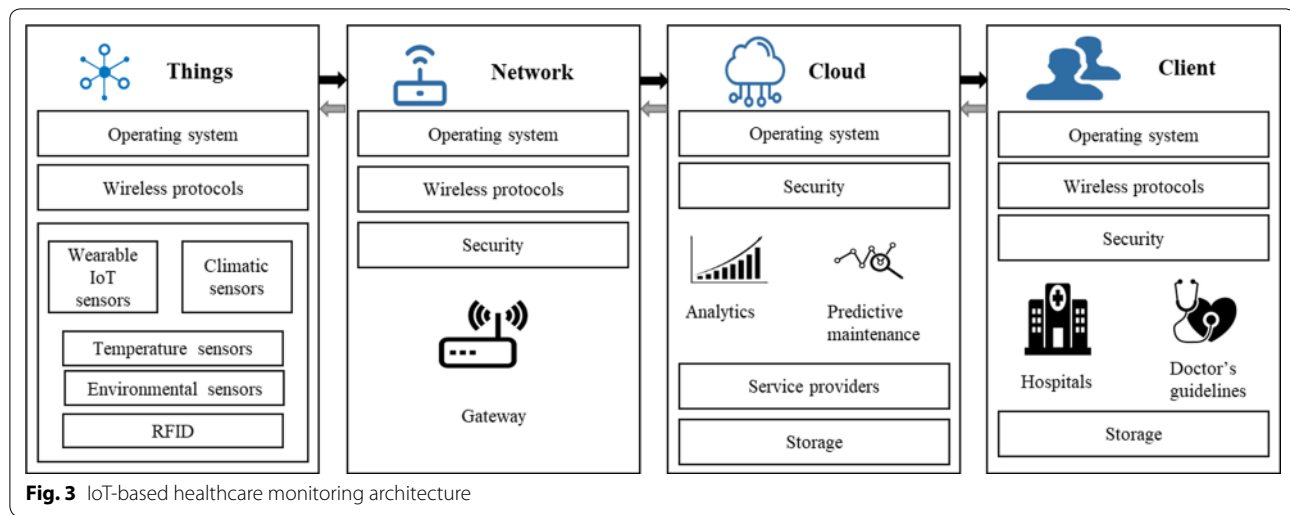 Things
Operating system
Wireless protocols
Wearable
IoT
sensors
Climatic
sensors
Temperature sensors
Environmental sensors
RFID
Network
Operating system
Wireless protocols
Security
Gateway
Cloud
Operating system
Security
Analytics
Predictive
maintenance
Service providers
Storage
Client
Operating system
Wireless protocols
Security
Hospitals
Doctor's
guidelines
Storage
Fig. 3 IoT-based healthcare monitoring architecture